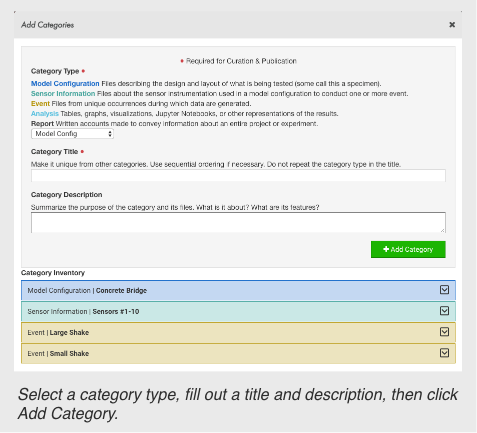 Add Categories
* Required for Curation & Publication
Category Type *
Model Configuration Files describing the design and layout of what is being tested (some call this a specimen).
Sensor Information Files about the sensor instrumentation used in a model configuration to conduct one or more event.
Event Files from unique occurrences during which data are generated.
Analysis Tables, graphs, visualizations, Jupyter Notebooks, or other representations of the results.
Report Written accounts made to convey information about an entire project or experiment.
Model Config
Category Title *
Make it unique from other categories. Use sequential ordering if necessary. Do not repeat the category type in the title.
Category Description
Summarize the purpose of the category and its files. What is it about? What are its features?
+ Add Category
Category Inventory
Model Configuration | Concrete Bridge
Sensor Information | Sensors #1-10
Event | Large Shake
Event | Small Shake
Select a category type, fill out a title and description, then click
Add Category.